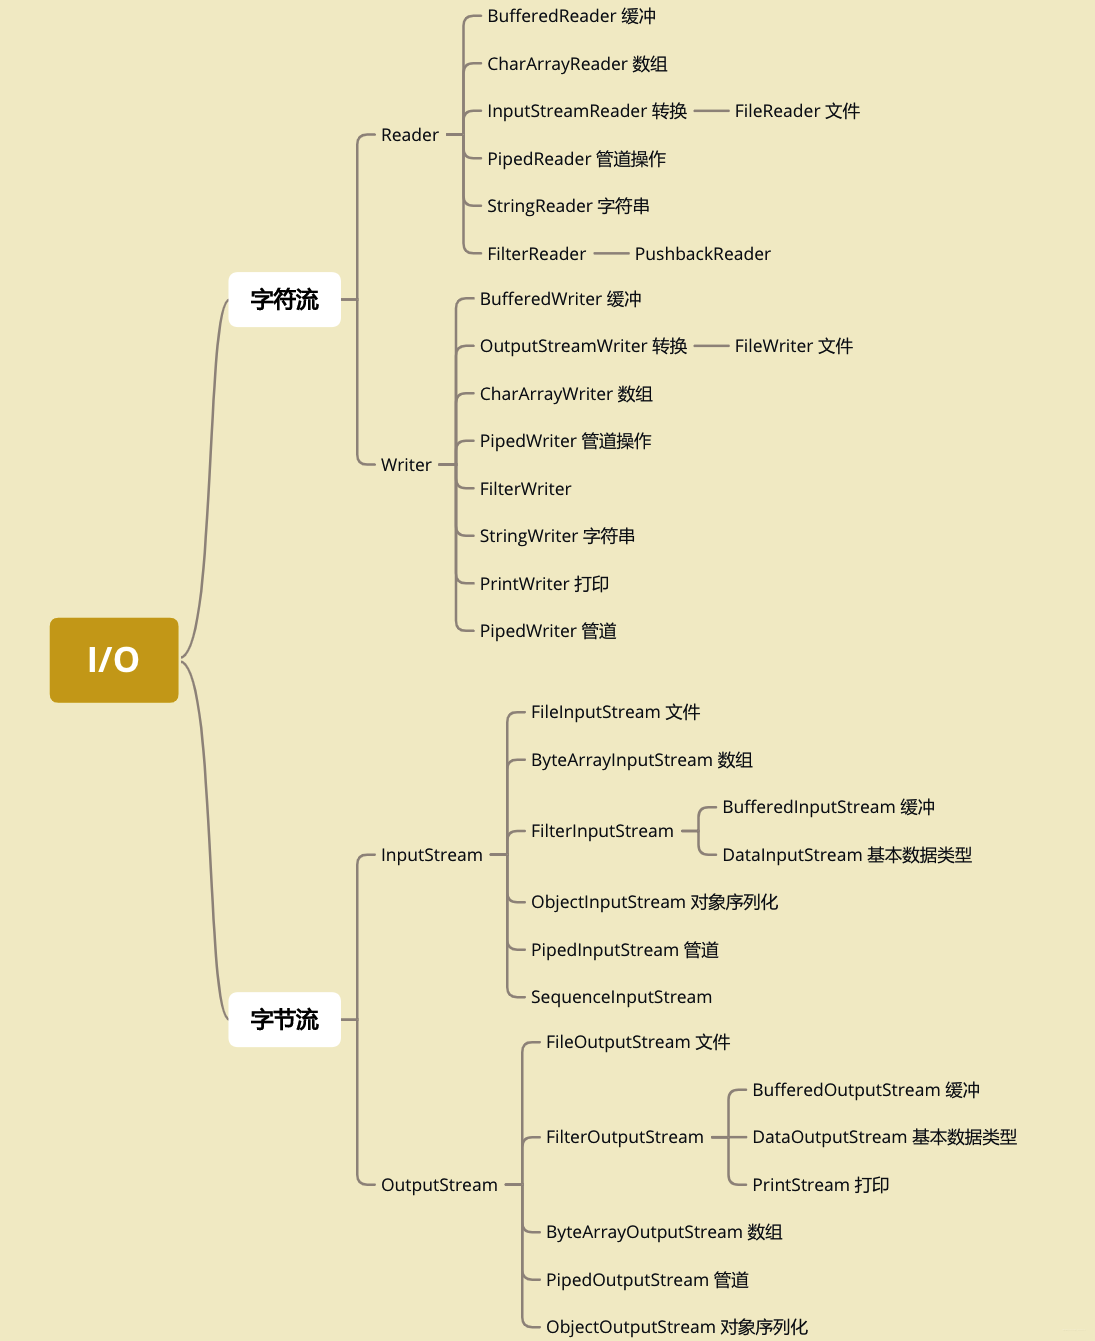 I/O
字符流
Reader
BufferedReader 缓冲
CharArrayReader 数组
InputStreamReader 转换
FileReader 文件
PipedReader 管道操作
StringReader 字符串
FilterReader
PushbackReader
Writer
BufferedWriter 缓冲
OutputStreamWriter 转换
FileWriter 文件
CharArrayWriter 数组
PipedWriter 管道操作
FilterWriter
StringWriter 字符串
PrintWriter 打印
PipedWriter 管道
字节流
InputStream
FileInputStream 文件
ByteArrayInputStream 数组
FilterInputStream
BufferedInputStream 缓冲
DataInputStream 基本数据类型
ObjectInputStream 对象序列化
PipedInputStream 管道
SequenceInputStream
OutputStream
FileOutputStream 文件
FilterOutputStream
BufferedOutputStream 缓冲
DataOutputStream 基本数据类型
PrintStream 打印
ByteArrayOutputStream 数组
PipedOutputStream 管道
ObjectOutputStream 对象序列化